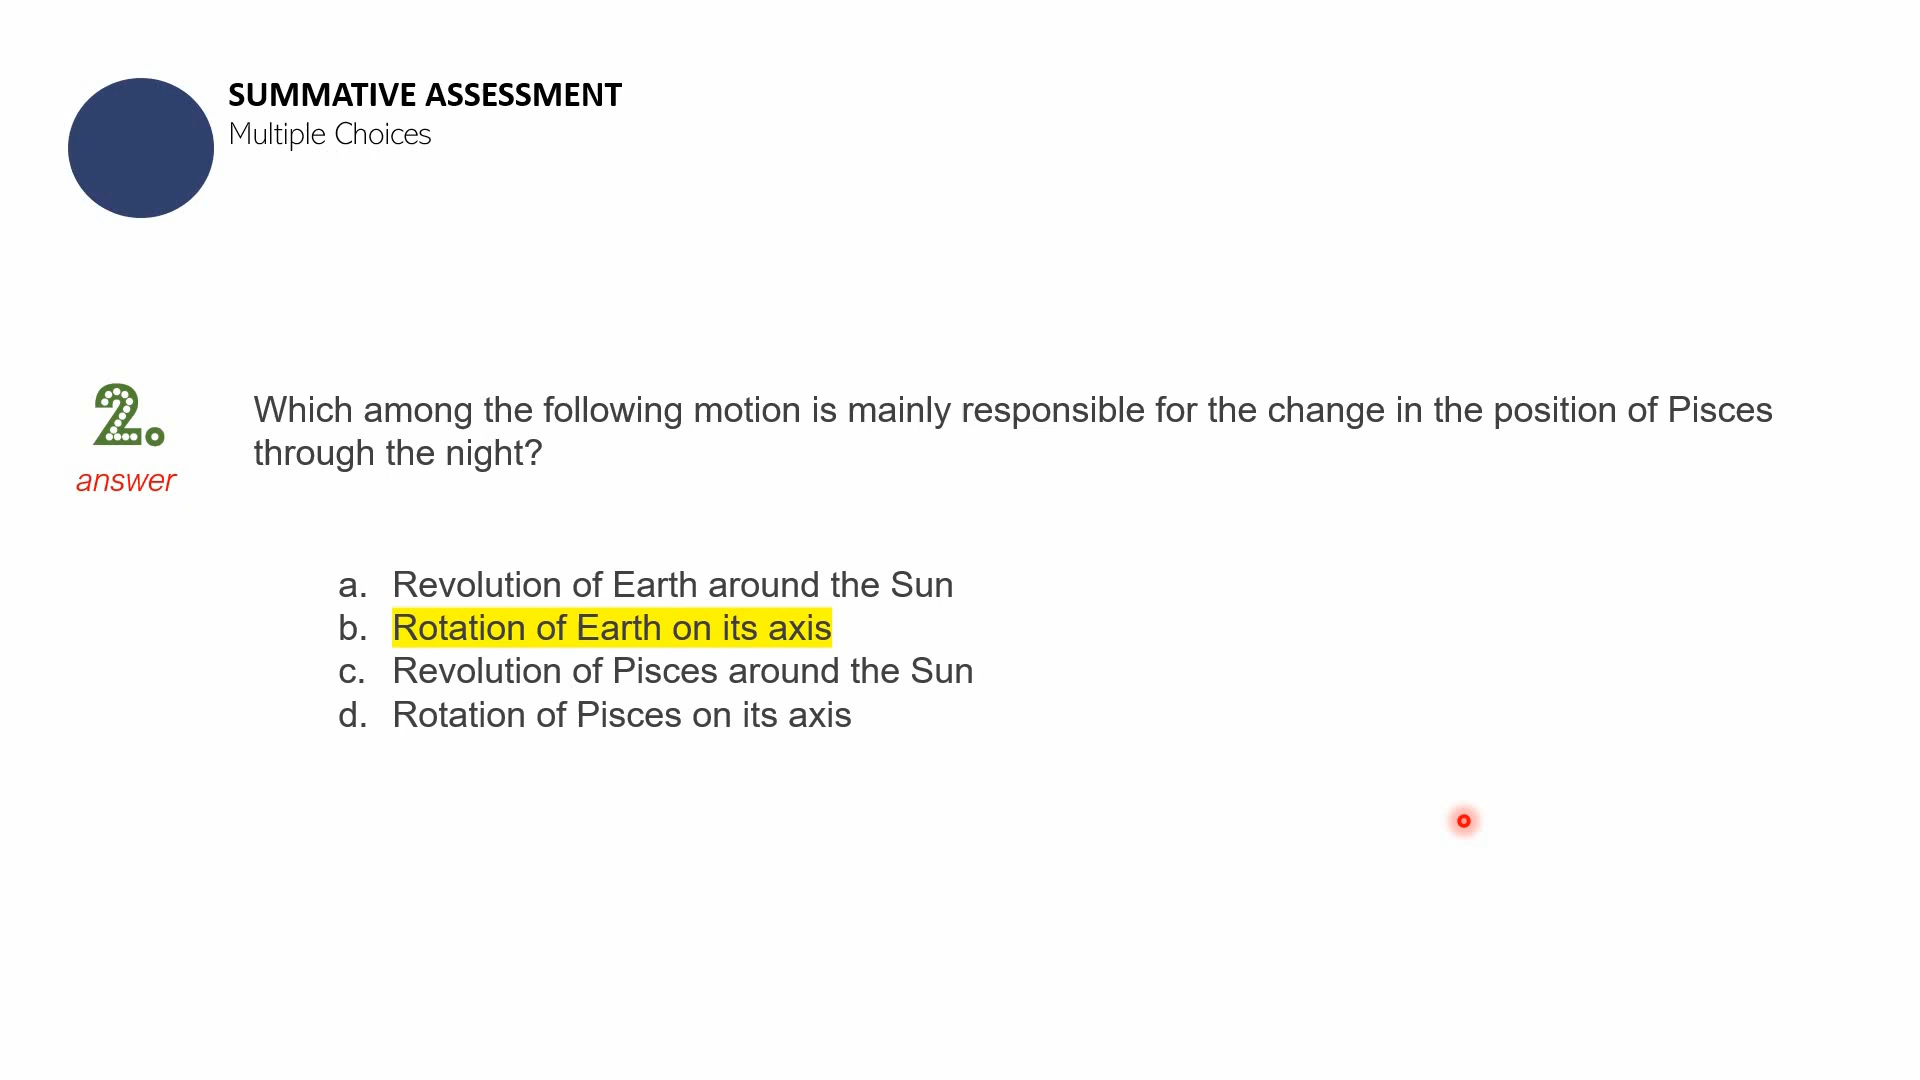 SUMMATIVE ASSESSMENT
Multiple Choices
2.
answer
Which among the following motion is mainly responsible for the change in the position of Pisces
through the night?
a. Revolution of Earth around the Sun
b. Rotation of Earth on its axis
c. Revolution of Pisces around the Sun
d. Rotation of Pisces on its axis